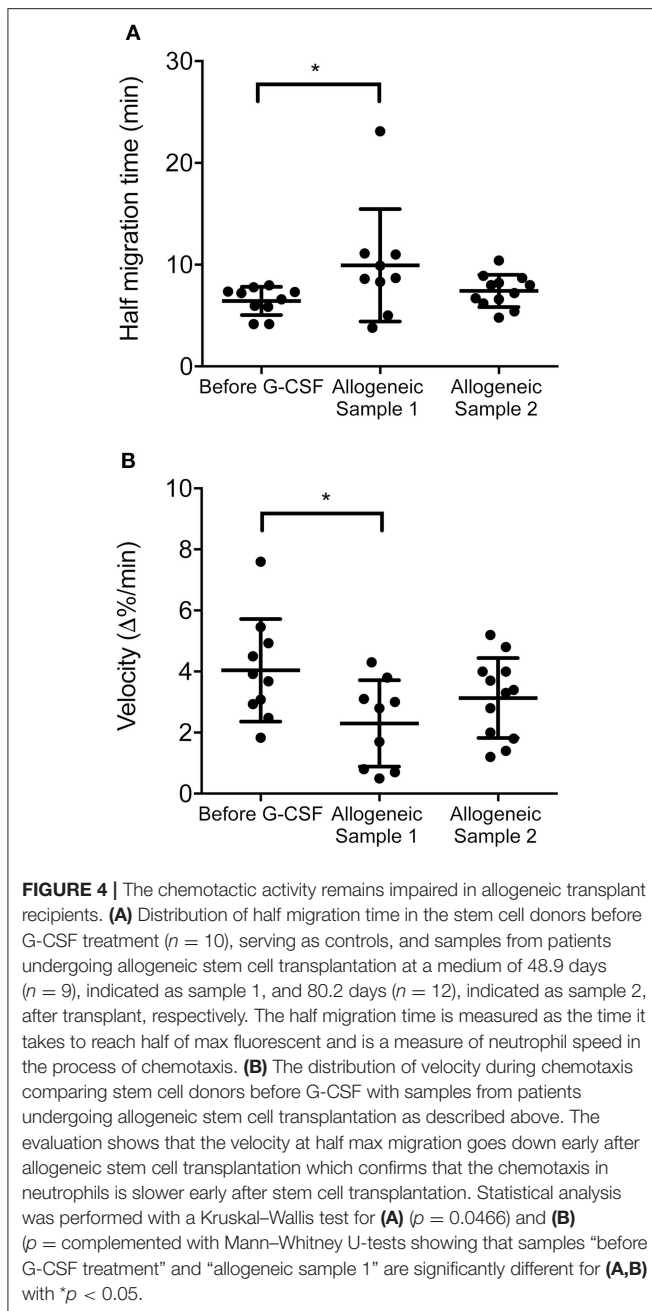 A
30
*
20
10
0
Half migration time (min)
Before G-CSF
Allogeneic
Sample 1
Allogeneic
Sample 2
B
10
*
8
6
4
2
0
Velocity (Δ%/min)
Before G-CSF
Allogeneic
Sample 1
Allogeneic
Sample 2
FIGURE 4 | The chemotactic activity remains impaired in allogeneic transplant
recipients. (A) Distribution of half migration time in the stem cell donors before
G-CSF treatment (n = 10), serving as controls, and samples from patients
undergoing allogeneic stem cell transplantation at a medium of 48.9 days
(n = 9), indicated as sample 1, and 80.2 days (n = 12), indicated as sample 2,
after transplant, respectively. The half migration time is measured as the time it
takes to reach half of max fluorescent and is a measure of neutrophil speed in
the process of chemotaxis. (B) The distribution of velocity during chemotaxis
comparing stem cell donors before G-CSF with samples from patients
undergoing allogeneic stem cell transplantation as described above. The
evaluation shows that the velocity at half max migration goes down early after
allogeneic stem cell transplantation which confirms that the chemotaxis in
neutrophils is slower early after stem cell transplantation. Statistical analysis
was performed with a Kruskal–Wallis test for (A) (p = 0.0466) and (B)
(p = complemented with Mann–Whitney U-tests showing that samples “before
G-CSF treatment” and “allogeneic sample 1” are significantly different for (A,B)
with *p < 0.05.